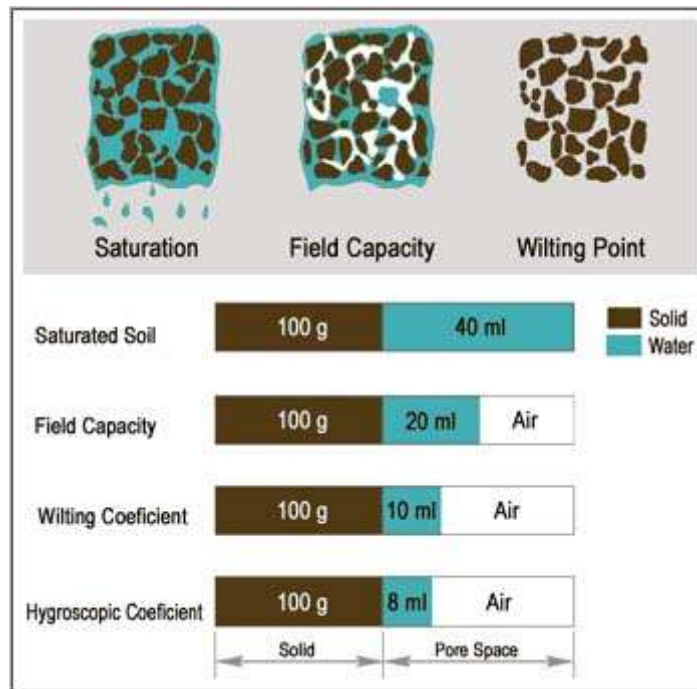 Saturation Field Capacity Wilting Point
Saturated Soil 100 g 40 ml
Solid
Water
Field Capacity 100 g 20 ml Air
Wilting Coeficient 100 g 10 ml Air
Hygroscopic Coeficient 100 g 8 ml Air
Solid Pore Space